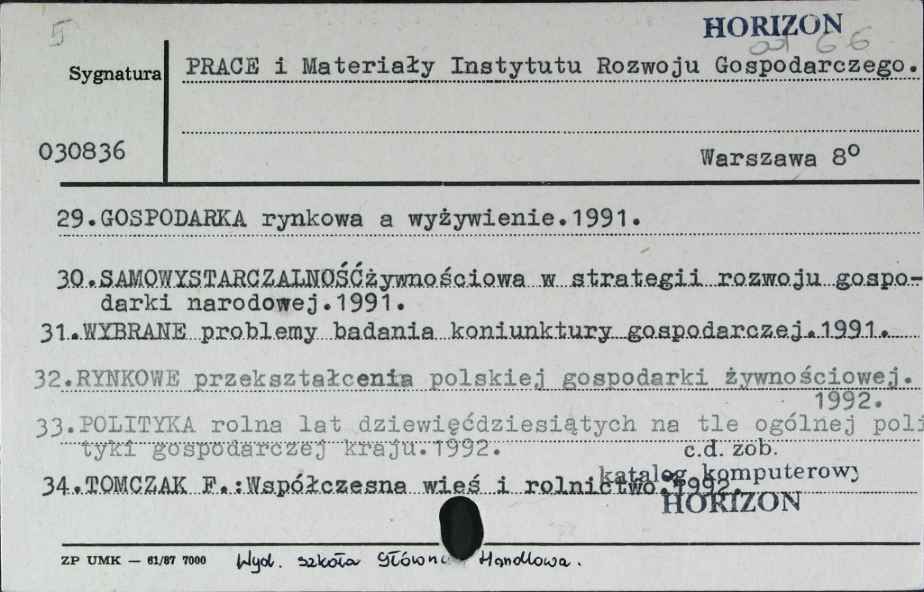 5
HORIZON
od 66
Sygnatura
PRACE i Materiały Instytutu Rozwoju Gospodarczego.
030836
Warszawa 8º
29.GOSPODARKA rynkowa a wyżywienie.1991.
30.SAMOWYSTARCZALNOŚĆżywnościowa w strategii rozwoju gospo-
darki narodowej.1991.
31.WYBRANE problemy badania koniunktury gospodarczej.1991.
32.RYNKOWE przekształcenia polskiej gospodarki żywnościowej.
1992.
33.POLITYKA rolna lat dziewięćdziesiątych na tle ogólnej poli
tyki gospodarczej kraju.1992.
c.d. zob.
katalog komputerowy
34.TOMCZAK F.:Współczesna wieś i rolnictwo.1992.
HORIZON
ZP UMK — 61/87 7000
Wyd. szkoła Główna Handlowa.